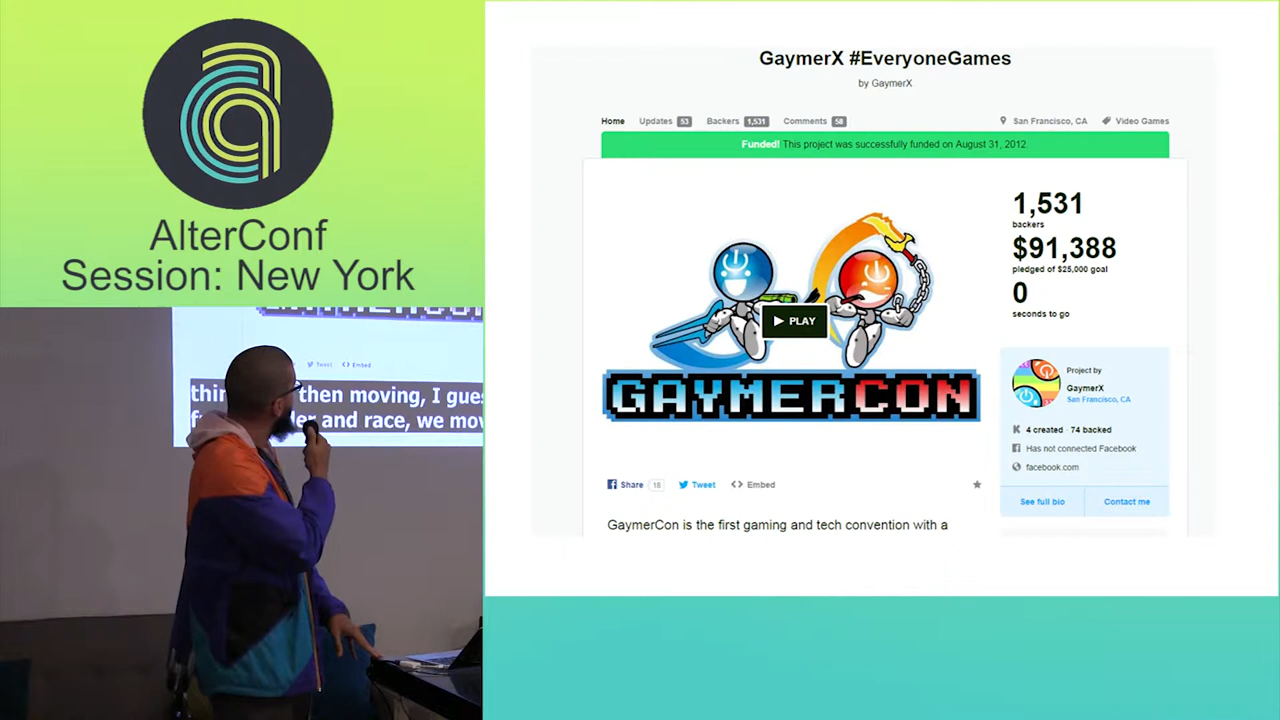 AlterConf
Session: New York
Tweet
Embed
then moving, I
and race, we
GaymerX #EveryoneGames
by GaymerX
Home Updates 53 Backers 1,531 Comments 58 San Francisco, CA Video Games
Funded! This project was successfully funded on August 31, 2012.
PLAY
GAYMERCON
Share 18 Tweet Embed
GaymerCon is the first gaming and tech convention with a
1,531
backers
$91,388
pledged of $25,000 goal
0
seconds to go
Project by
GaymerX
San Francisco, CA
4 created · 74 backed
Has not connected Facebook
facebook.com
See full bio Contact me